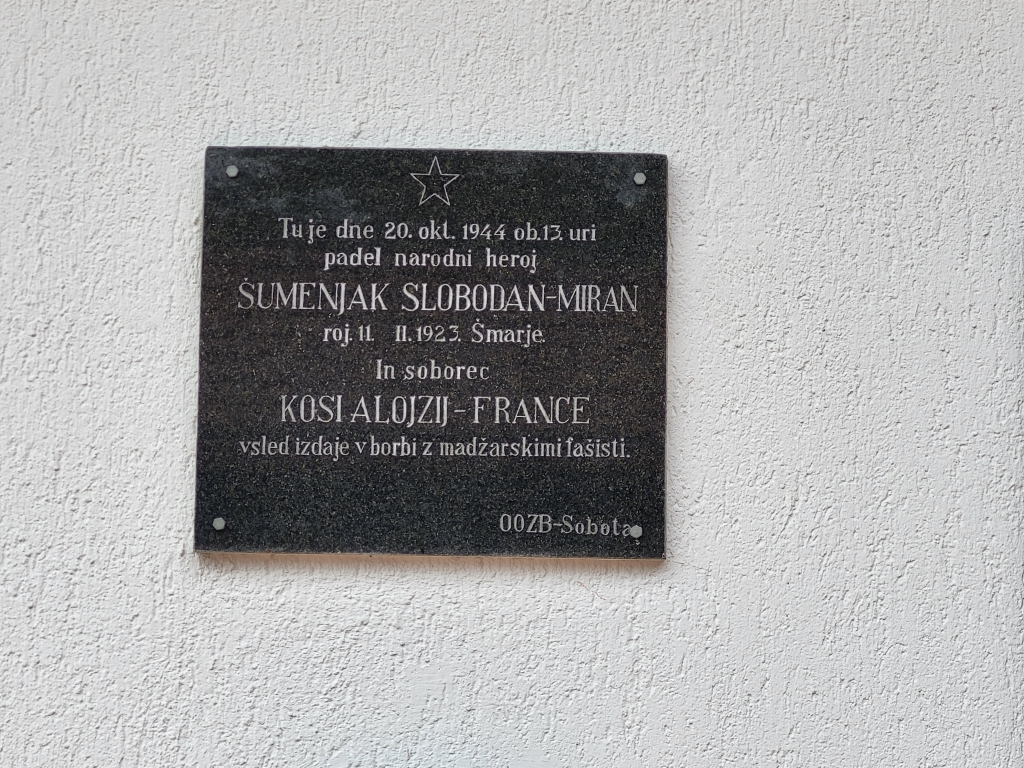 Tu je dne 20. okt. 1944 ob 13. uri
padel narodni heroj
ŠUMENJAK SLOBODAN-MIRAN
roj. 11. II. 1923. Šmarje.
In soborec
KOSI ALOJZIJ - FRANCE
vsled izdaje v borbi z madžarskimi fašisti.
OOZB-Sobota